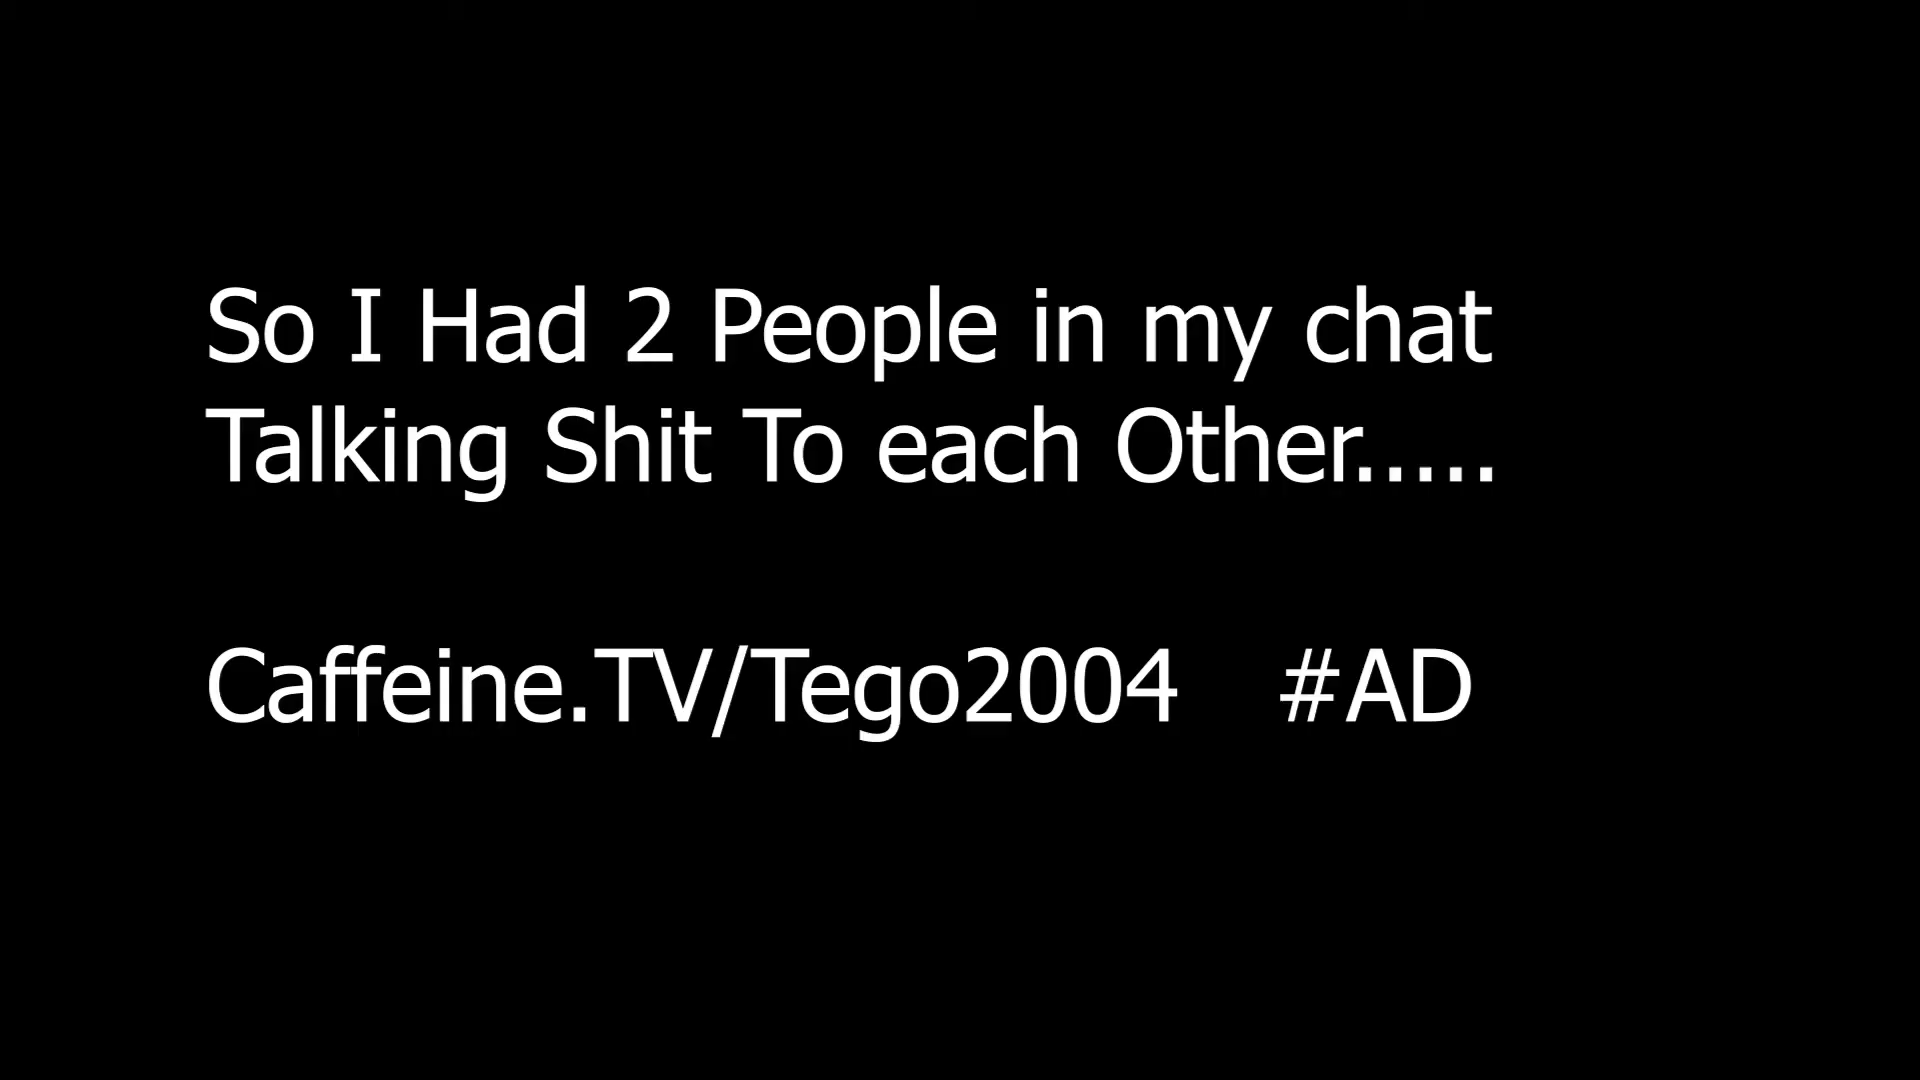 So I Had 2 People in my chat
Talking Shit To each Other.....
Caffeine.TV/Tego2004 #AD